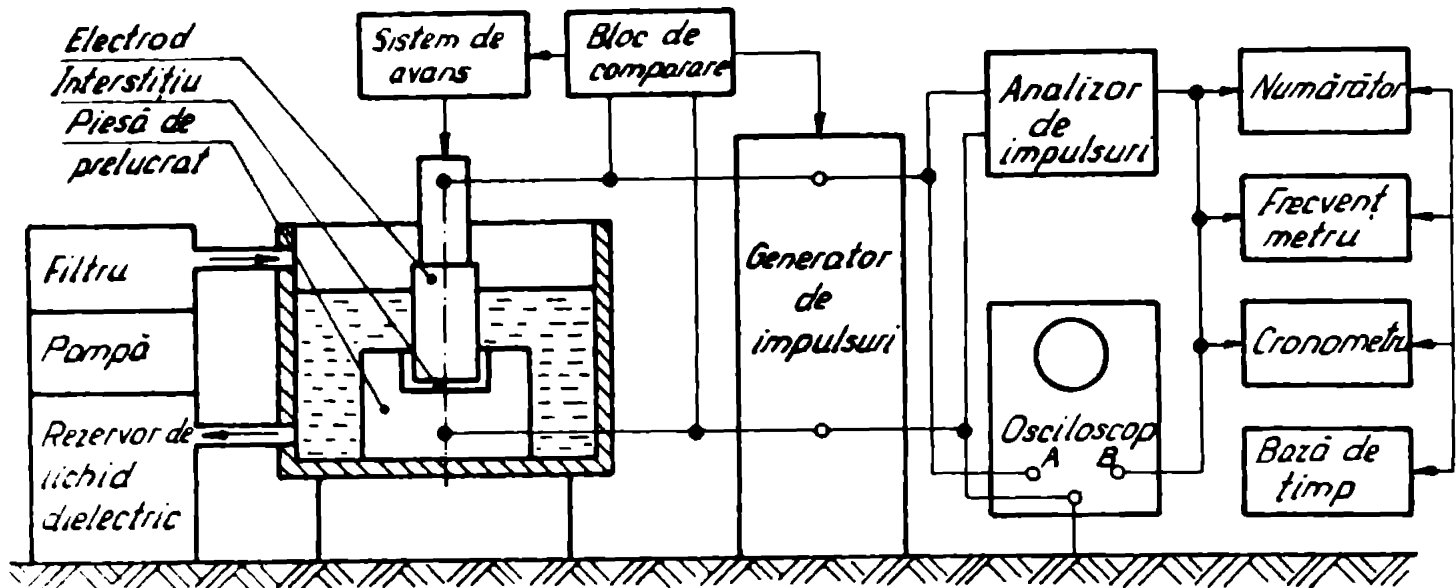 Electrod
Interstițiu
Piesă de
prelucrat
Sistem de
avans
Bloc de
comparare
Analizor
de
impulsuri
Numărător
Frecvenț
metru
Cronometru
Bază de
timp
Filtru
Pompă
Rezervor de
lichid
dielectric
Generator
de
impulsuri
Osciloscop
A B